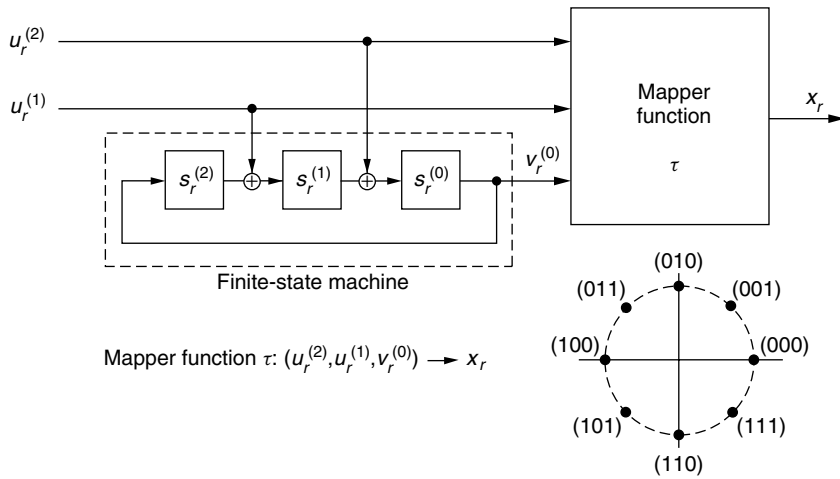 u_r^(2)
u_r^(1)
s_r^(2)
s_r^(1)
s_r^(0)
v_r^(0)
Mapper
function
τ
x_r
Finite-state machine
Mapper function τ: (u_r^(2),u_r^(1),v_r^(0)) → x_r
(010)
(011)
(001)
(100)
(000)
(101)
(111)
(110)